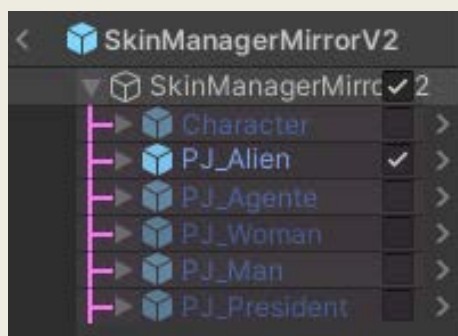 SkinManagerMirrorV2
SkinManagerMirrc 2
Character
PJ_Alien
PJ_Agente
PJ_Woman
PJ_Man
PJ_President